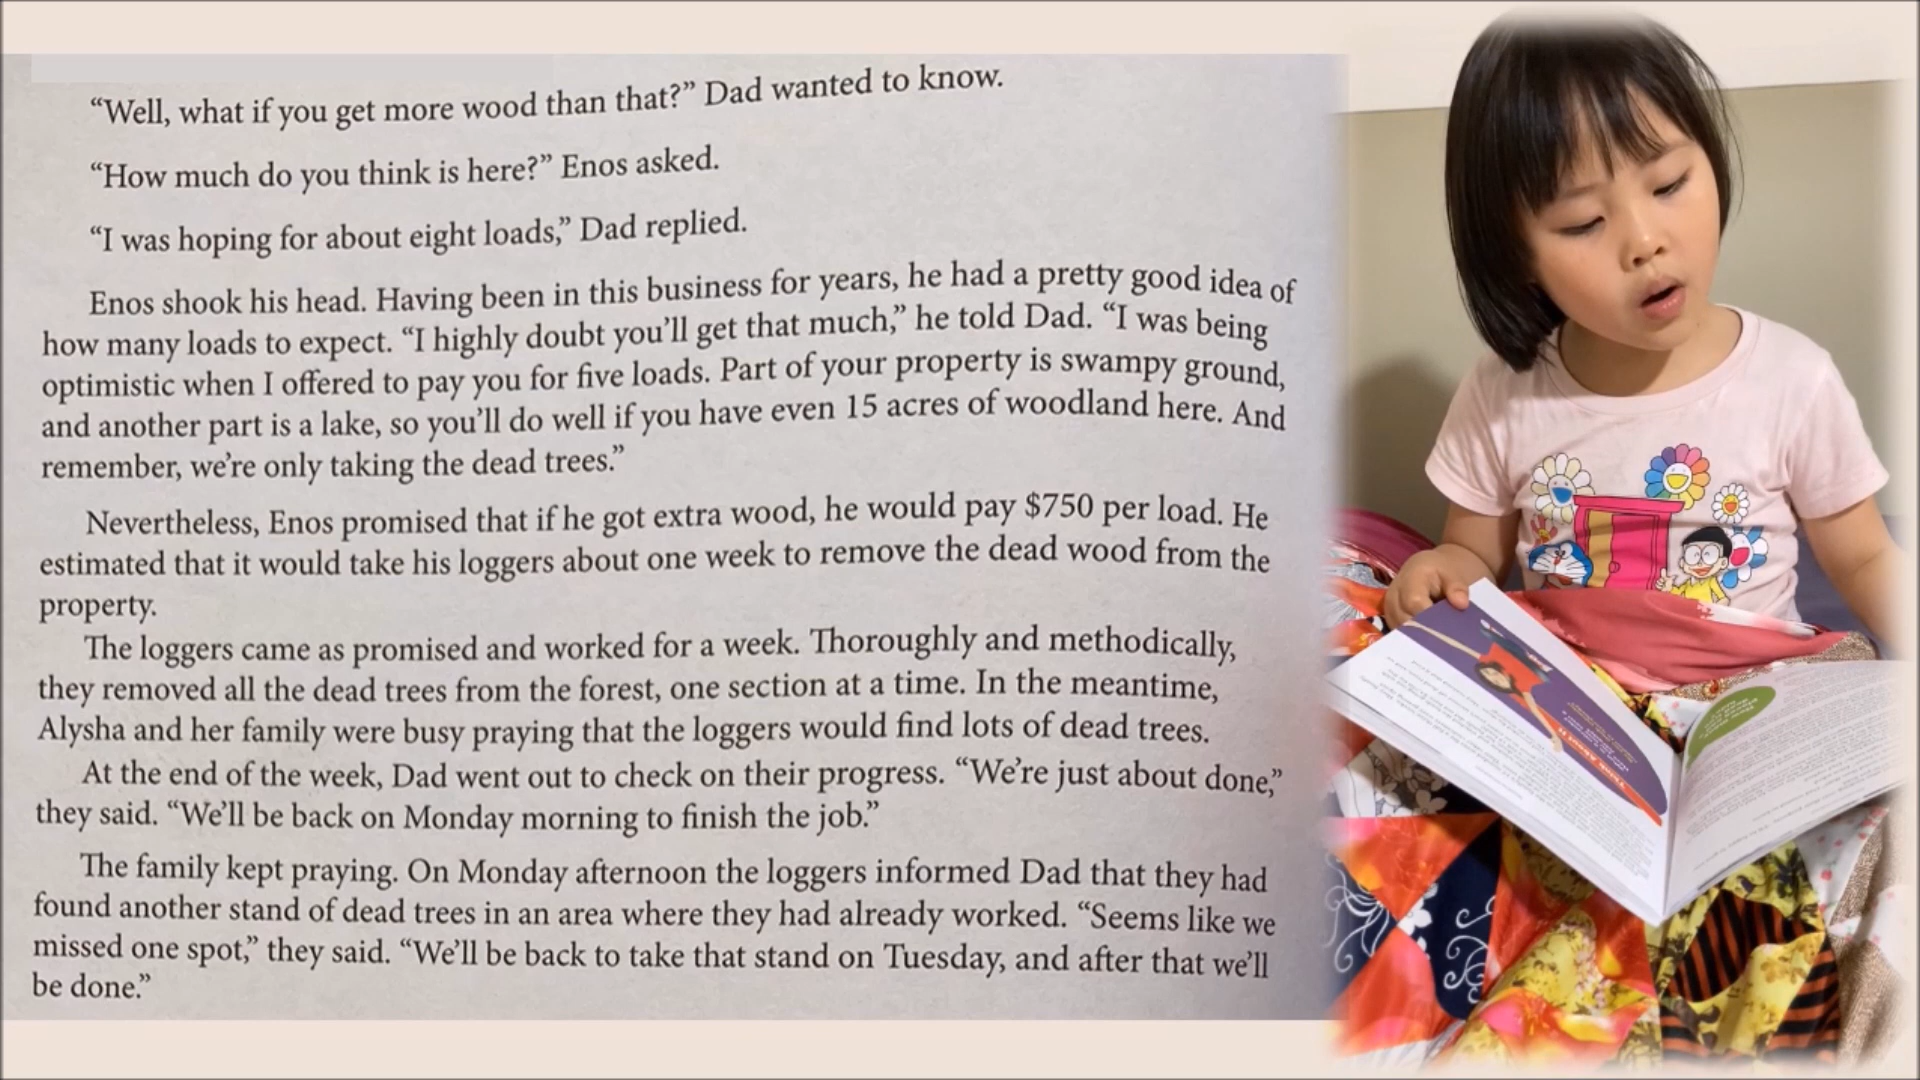 “Well, what if you get more wood than that?” Dad wanted to know.
“How much do you think is here?” Enos asked.
“I was hoping for about eight loads,” Dad replied.
Enos shook his head. Having been in this business for years, he had a pretty good idea of
how many loads to expect. “I highly doubt you’ll get that much,” he told Dad. “I was being
optimistic when I offered to pay you for five loads. Part of your property is swampy ground,
and another part is a lake, so you’ll do well if you have even 15 acres of woodland here. And
remember, we’re only taking the dead trees.”
Nevertheless, Enos promised that if he got extra wood, he would pay $750 per load. He
estimated that it would take his loggers about one week to remove the dead wood from the
property.
The loggers came as promised and worked for a week. Thoroughly and methodically,
they removed all the dead trees from the forest, one section at a time. In the meantime,
Alysha and her family were busy praying that the loggers would find lots of dead trees.
At the end of the week, Dad went out to check on their progress. “We’re just about done,”
they said. “We’ll be back on Monday morning to finish the job.”
The family kept praying. On Monday afternoon the loggers informed Dad that they had
found another stand of dead trees in an area where they had already worked. “Seems like we
missed one spot,” they said. “We’ll be back to take that stand on Tuesday, and after that we’ll
be done.”